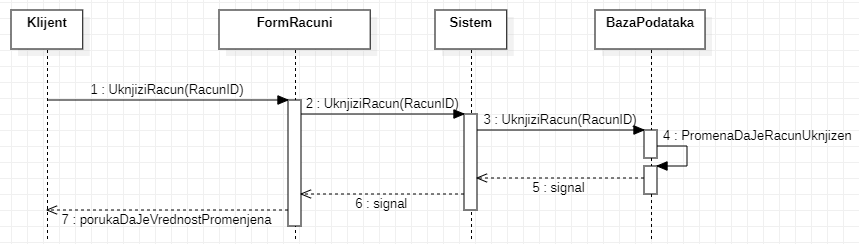 Klijent
FormRacuni
Sistem
BazaPodataka
1 : UknjiziRacun(RacunID)
2 : UknjiziRacun(RacunID)
3 : UknjiziRacun(RacunID)
4 : PromenaDaJeRacunUknjizen
5 : signal
6 : signal
7 : porukaDaJeVrednostPromenjena